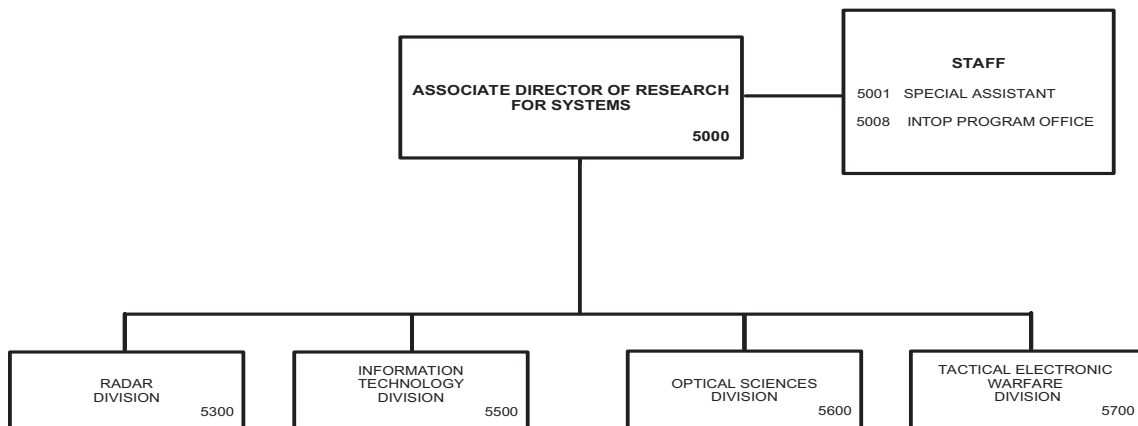 ASSOCIATE DIRECTOR OF RESEARCH
FOR SYSTEMS
5000
STAFF
5001 SPECIAL ASSISTANT
5008 INTOP PROGRAM OFFICE
RADAR
DIVISION
5300
INFORMATION
TECHNOLOGY
DIVISION
5500
OPTICAL SCIENCES
DIVISION
5600
TACTICAL ELECTRONIC
WARFARE
DIVISION
5700